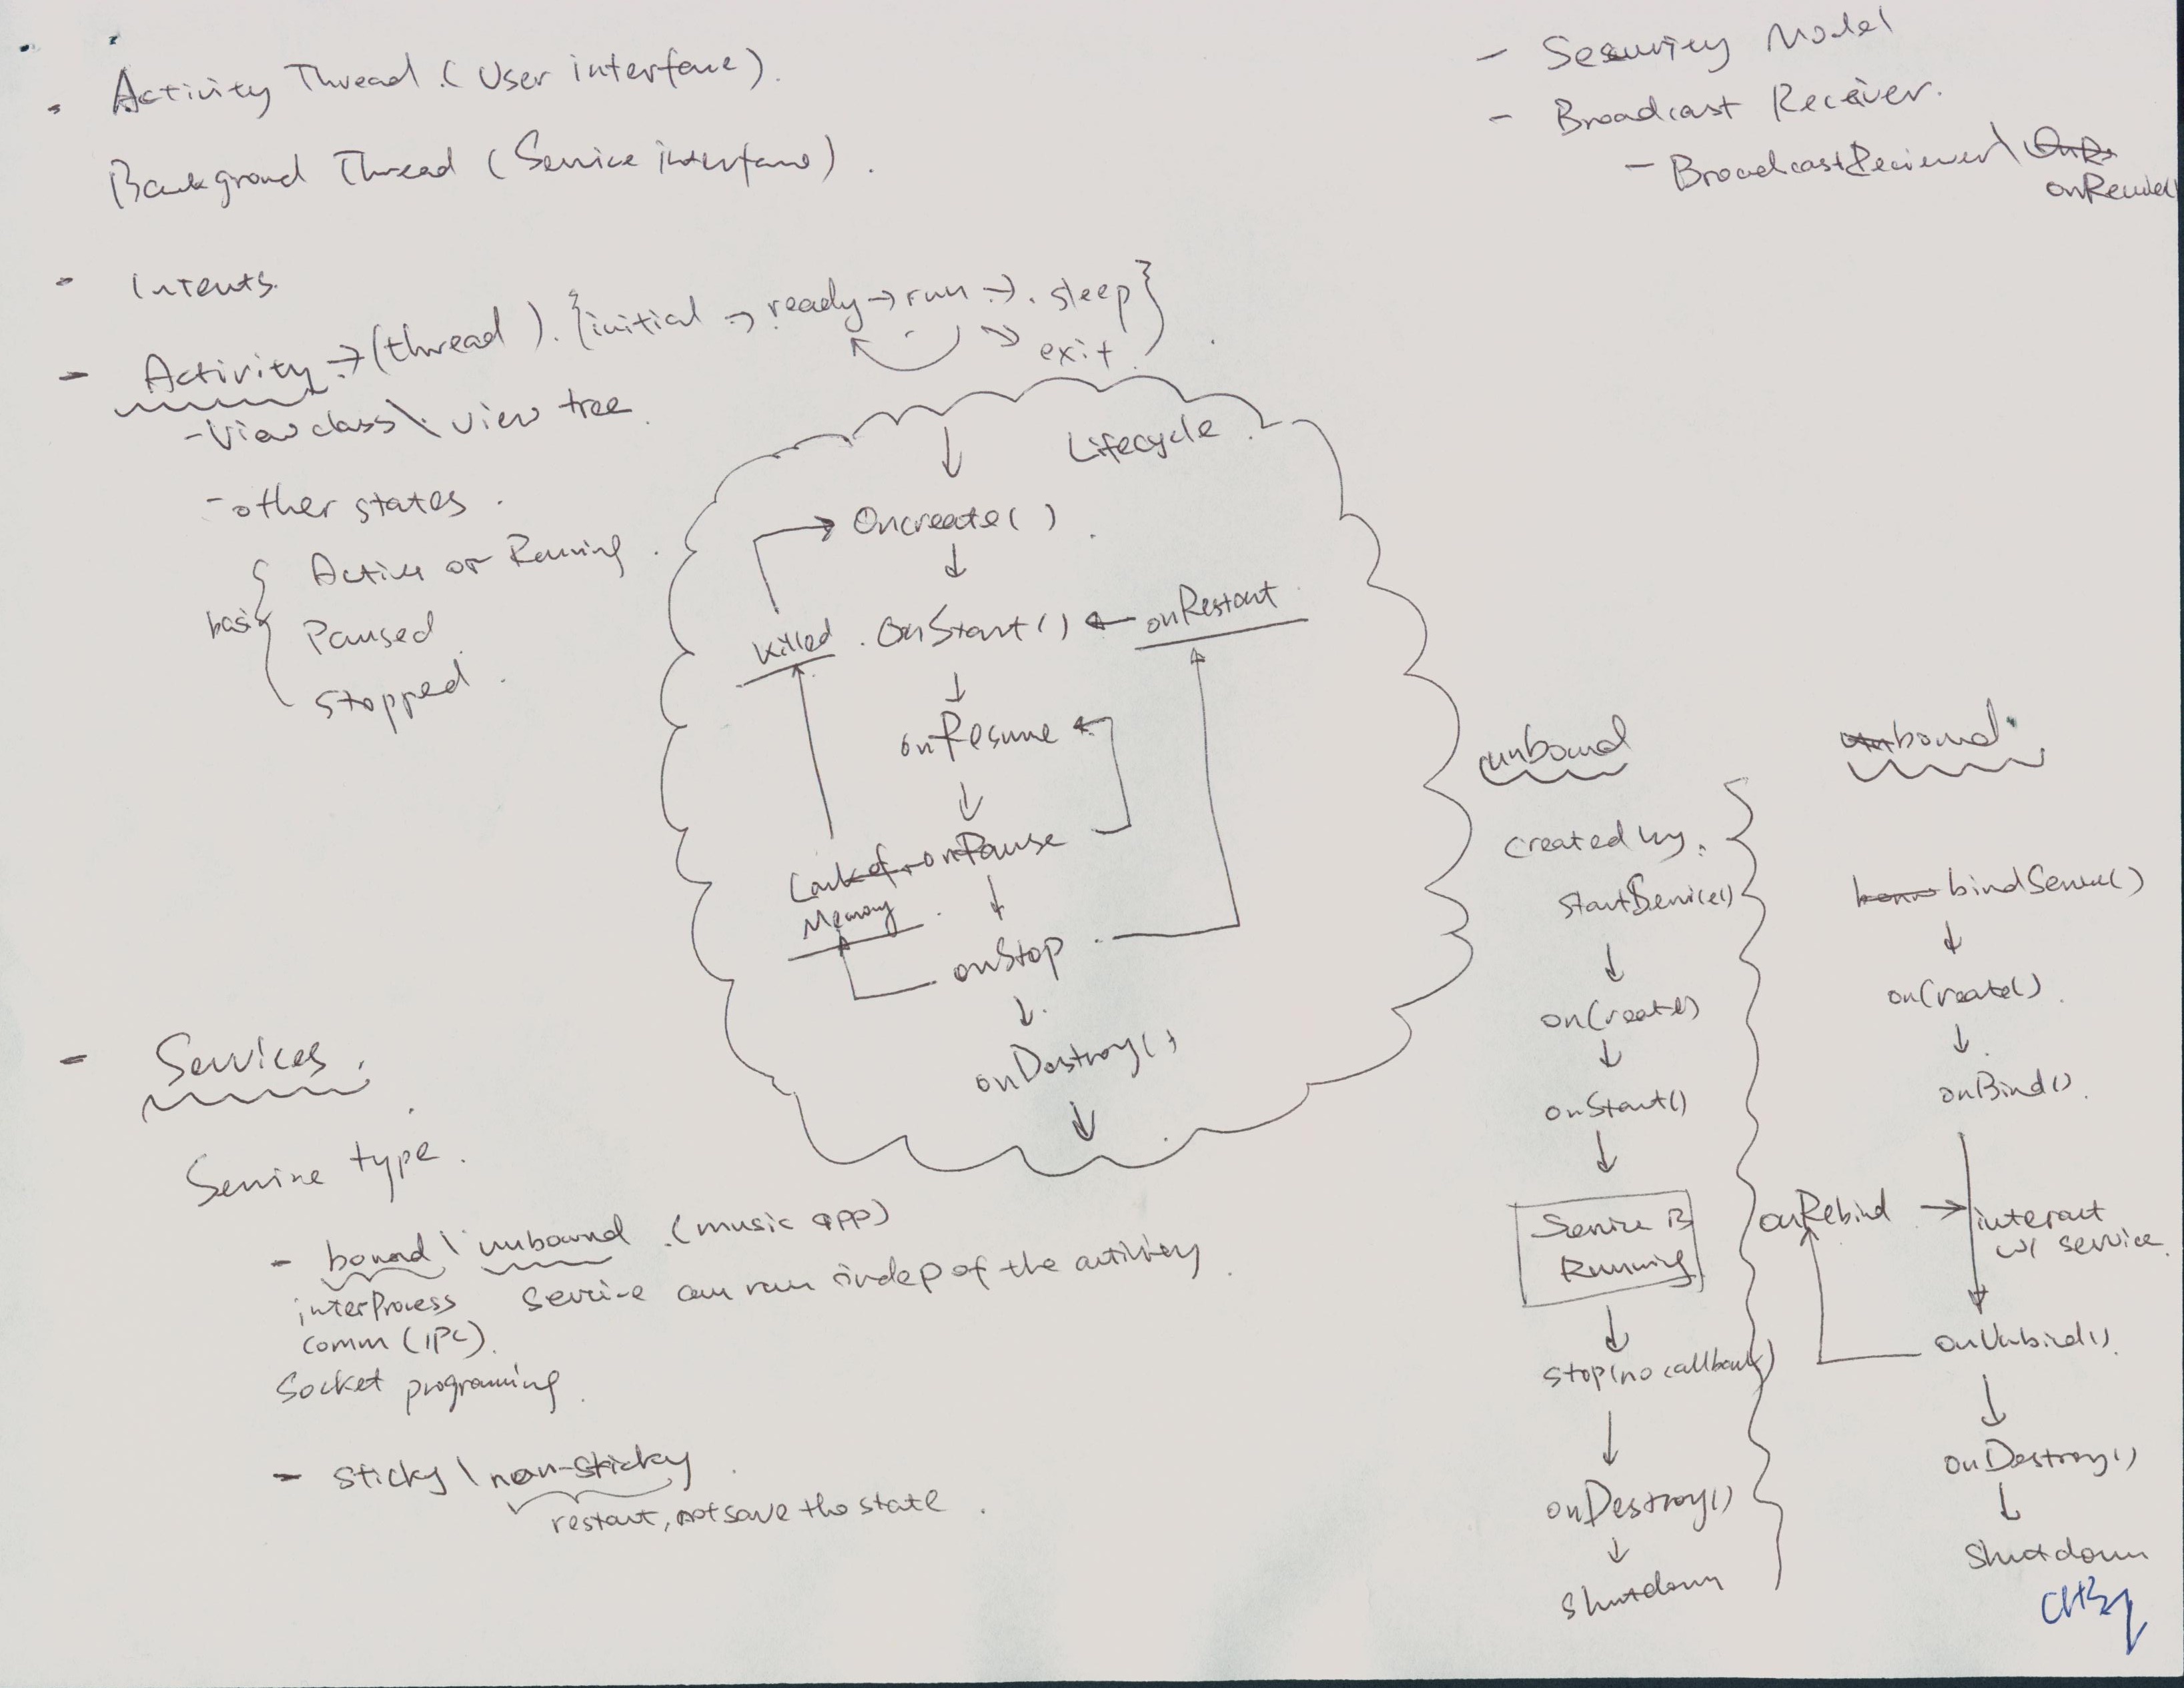 - Activity Thread (User interface).
Background Thread (Service interface).
- Intents.
- Activity → (thread). {initial → ready → run → sleep}
exit
- View class \ view tree.
- other states.
basic
Active or Running.
Paused
Stopped.
Lifecycle
Oncreate( )
Killed
OnStart( ) ← onRestart
onResume
Lack of onPause
Memory
onStop
onDestroy( )
- Services.
Service type.
- bound \ unbound. (music app)
interProcess
comm (IPC).
service can run indep of the activity.
Socket programing.
- sticky \ non-sticky.
restart, not save the state.
- Security Model
- Broadcast Receiver.
- BroadcastReciever \
onReceive()
unbound
created by:
startService()
↓
onCreate()
↓
onStart()
↓
Service is
Running
↓
stop (no callback)
↓
onDestroy()
↓
Shutdown
bound
bindService()
↓
onCreate().
↓
onBind().
onRebind → interact
w/ service.
onUnbind().
↓
onDestroy()
↓
Shutdown